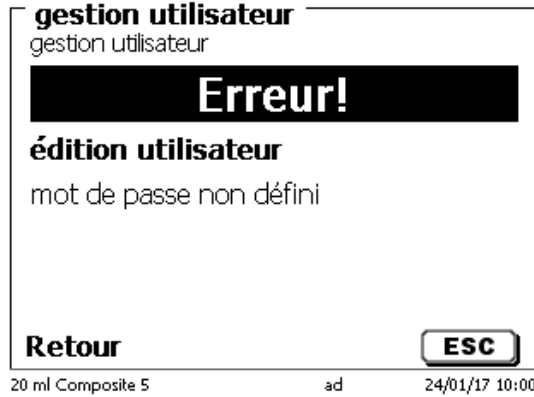 gestion utilisateur
gestion utilisateur
Erreur!
édition utilisateur
mot de passe non défini
Retour ESC
20 ml Composite 5 ad 24/01/17 10:00